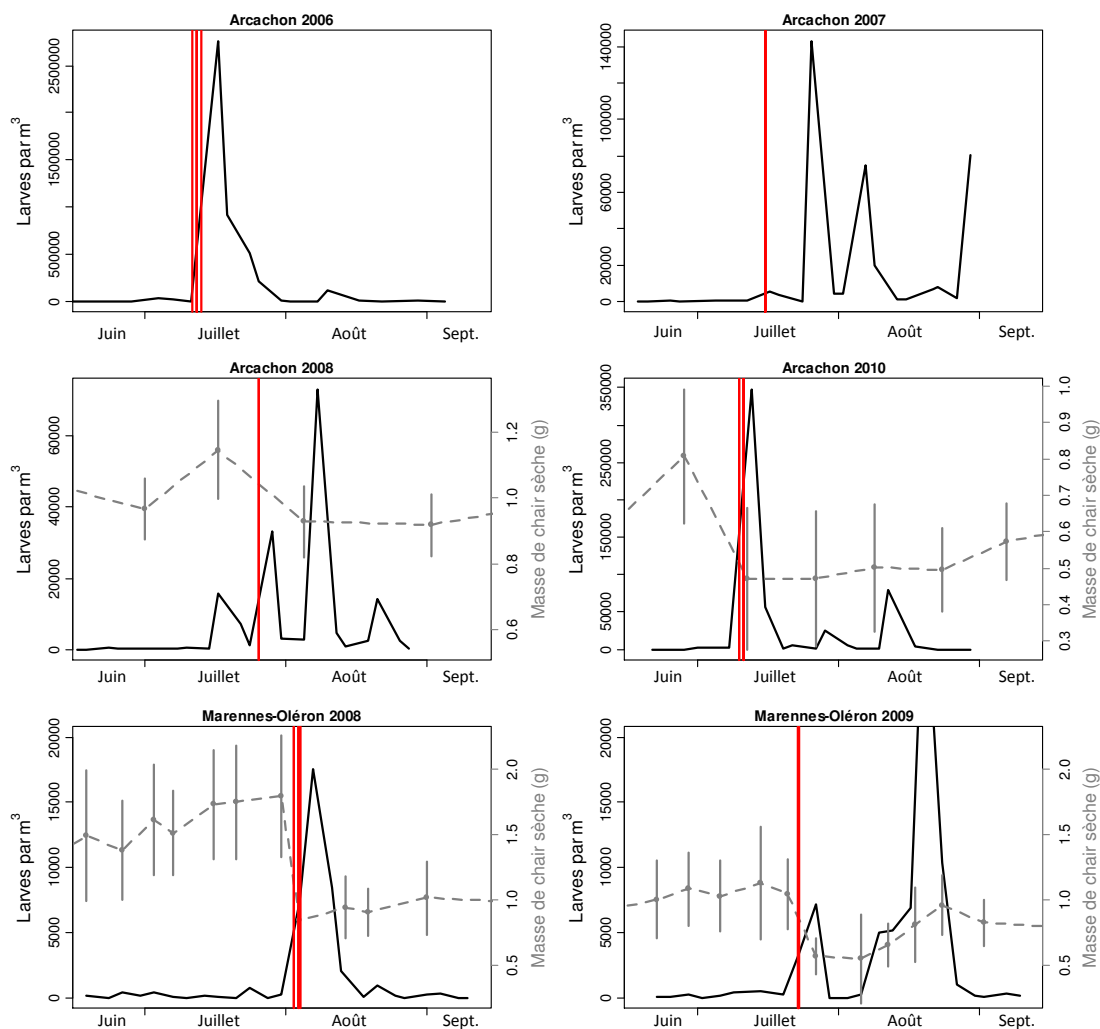 Arcachon 2006
Larves par m³
0
500000
1500000
2500000
Juin Juillet Août Sept.
Arcachon 2007
Larves par m³
0
20000
60000
100000
140000
Juin Juillet Août Sept.
Arcachon 2008
Larves par m³
0
20000
40000
60000
Masse de chair sèche (g)
0.6
0.8
1.0
1.2
Juin Juillet Août Sept.
Arcachon 2010
Larves par m³
0
50000
150000
250000
350000
Masse de chair sèche (g)
0.3
0.4
0.5
0.6
0.7
0.8
0.9
1.0
Juin Juillet Août Sept.
Marennes-Oléron 2008
Larves par m³
0
5000
10000
15000
20000
Masse de chair sèche (g)
0.5
1.0
1.5
2.0
Juin Juillet Août Sept.
Marennes-Oléron 2009
Larves par m³
0
5000
10000
15000
20000
Masse de chair sèche (g)
0.5
1.0
1.5
2.0
Juin Juillet Août Sept.